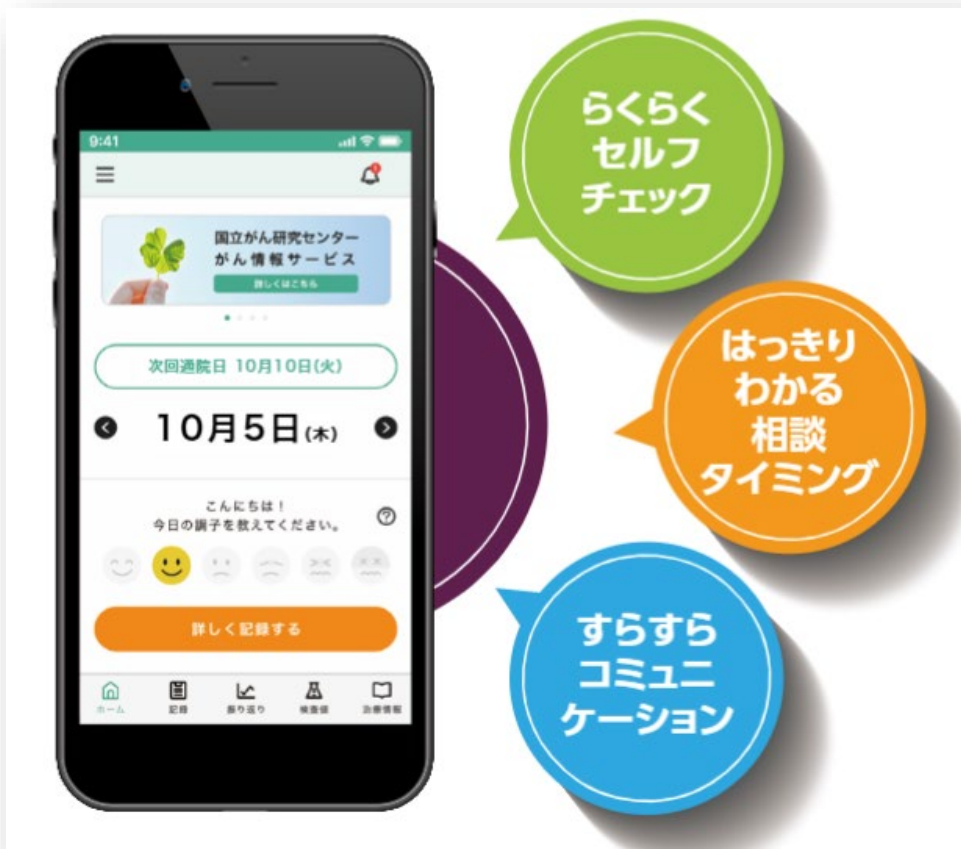 9:41
国立がん研究センター
がん情報サービス
詳しくはこちら
次回通院日 10月10日(火)
10月5日(木)
こんにちは！
今日の調子を教えてください。
詳しく記録する
ホーム
記録
振り返り
検査値
治療情報
らくらく
セルフ
チェック
はっきり
わかる
相談
タイミング
すらすら
コミュニ
ケーション